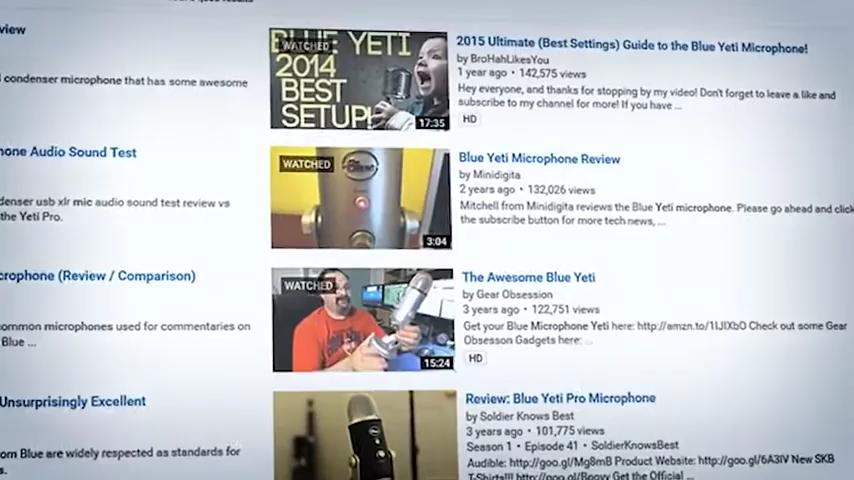 results
view
condenser microphone that has some awesome
one Audio Sound Test
denser usb xlr mic audio sound test review vs
the Yeti Pro.
crophone (Review / Comparison)
ommon microphones used for commentaries on
Blue ...
Unsurprisingly Excellent
om Blue are widely respected as standards for
s.
BLUE YETI
WATCHED
2014
BEST
SETUP!
17:35
2015 Ultimate (Best Settings) Guide to the Blue Yeti Microphone!
by BroHahLikesYou
1 year ago • 142,575 views
Hey everyone, and thanks for stopping by my video! Don't forget to leave a like and
subscribe to my channel for more! If you have ...
HD
WATCHED
3:04
Blue Yeti Microphone Review
by Minidigita
2 years ago • 132,026 views
Mitchell from Minidigita reviews the Blue Yeti microphone. Please go ahead and click
the subscribe button for more tech news, ...
WATCHED
15:24
The Awesome Blue Yeti
by Gear Obsession
3 years ago • 122,751 views
Get your Blue Microphone Yeti here: Check out some Gear
Obsesson Gadgets here: ...
HD
Review: Blue Yeti Pro Microphone
by Soldier Knows Best
3 years ago • 101,775 views
Season 1 • Episode 41 • SoldierKnowsBest
Audible: http://goo.gl/Mg8mB Product Website: http://goo.gl/6A3IV New SKB
T-Shirts!!! Get the Official ...